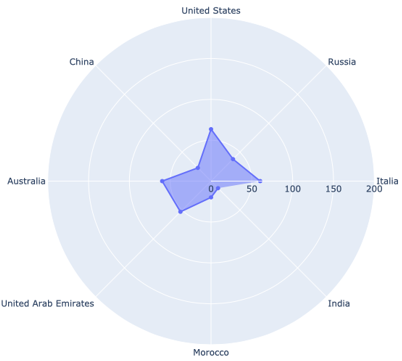 United States
China
Russia
Australia
0 50 100 150 200
Italia
United Arab Emirates
India
Morocco